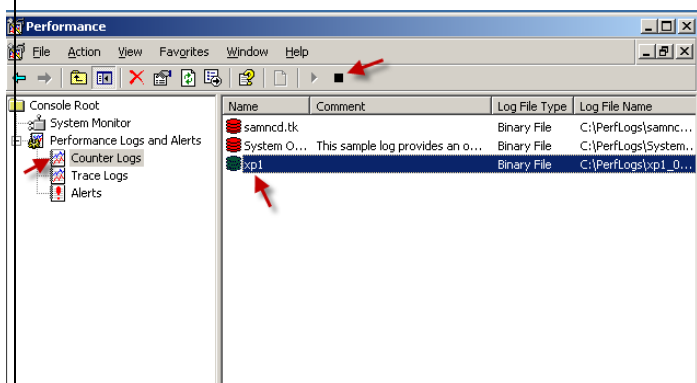 Performance
File Action View Favorites Window Help
Console Root
System Monitor
Performance Logs and Alerts
Counter Logs
Trace Logs
Alerts
Name Comment Log File Type Log File Name
samncd.tk Binary File C:\PerfLogs\samnc...
System O... This sample log provides an o... Binary File C:\PerfLogs\System...
xp1 Binary File C:\PerfLogs\xp1_0...